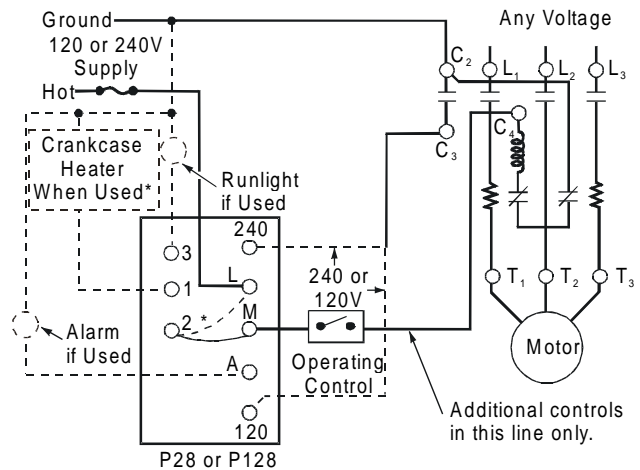 Ground
120 or 240V
Supply
Hot
Any Voltage
C2
L1
L2
L3
C4
C3
Crankcase
Heater
When Used*
Runlight
if Used
240
3
L
1
240 or
120V
2 *
M
T1
T2
T3
Alarm
if Used
A
Operating
Control
Motor
120
Additional controls
in this line only.
P28 or P128